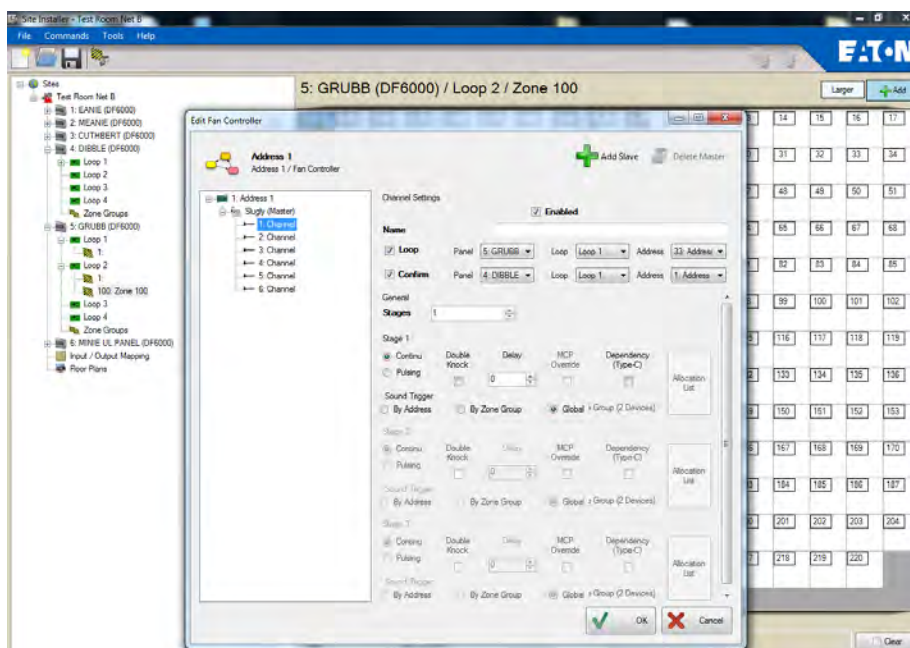 Site Installer - Test Room Net B
File Commands Tools Help
EATON
Sites
Test Room Net B
1: EANIE (DF6000)
2: MEANIE (DF6000)
3: CUTHBERT (DF6000)
4: DIBBLE (DF6000)
Loop 1
Loop 2
Loop 3
Loop 4
Zone Groups
5: GRUBB (DF6000)
Loop 1
1:
Loop 2
1:
100: Zone 100
Loop 3
Loop 4
Zone Groups
6: MINIE UL PANEL (DF6000)
Input / Output Mapping
Floor Plans
5: GRUBB (DF6000) / Loop 2 / Zone 100
Larger Add
Edit Fan Controller
Address 1
Address 1 / Fan Controller
Add Slave Delete Master
1. Address 1
Slugly (Master)
1: Channel
2: Channel
3: Channel
4: Channel
5: Channel
6: Channel
Channel Settings
Enabled
Name
Loop Panel 5: GRUBB Loop Loop 1 Address 33: Address
Confirm Panel 4: DIBBLE Loop Loop 1 Address 1: Address
General
Stages 1
Stage 1
Continu Double Knock Delay MCP Override Dependency (Type-C)
Pulsing 0 Allocation List
Sound Trigger
By Address By Zone Group Global Group (2 Devices)
Stage 2
Continu Double Knock Delay MCP Override Dependency (Type-C)
Pulsing 0 Allocation List
Sound Trigger
By Address By Zone Group Global Group (2 Devices)
Stage 3
Continu Double Knock Delay MCP Override Dependency (Type-C)
Pulsing 0 Allocation List
Sound Trigger
By Address By Zone Group Global Group (2 Devices)
OK Cancel
14 15 16 17
31 32 33 34
48 49 50 51
65 66 67 68
82 83 84 85
99 100 101 102
116 117 118 119
133 134 135 136
150 151 152 153
167 168 169 170
184 185 186 187
201 202 203 204
218 219 220
Clear